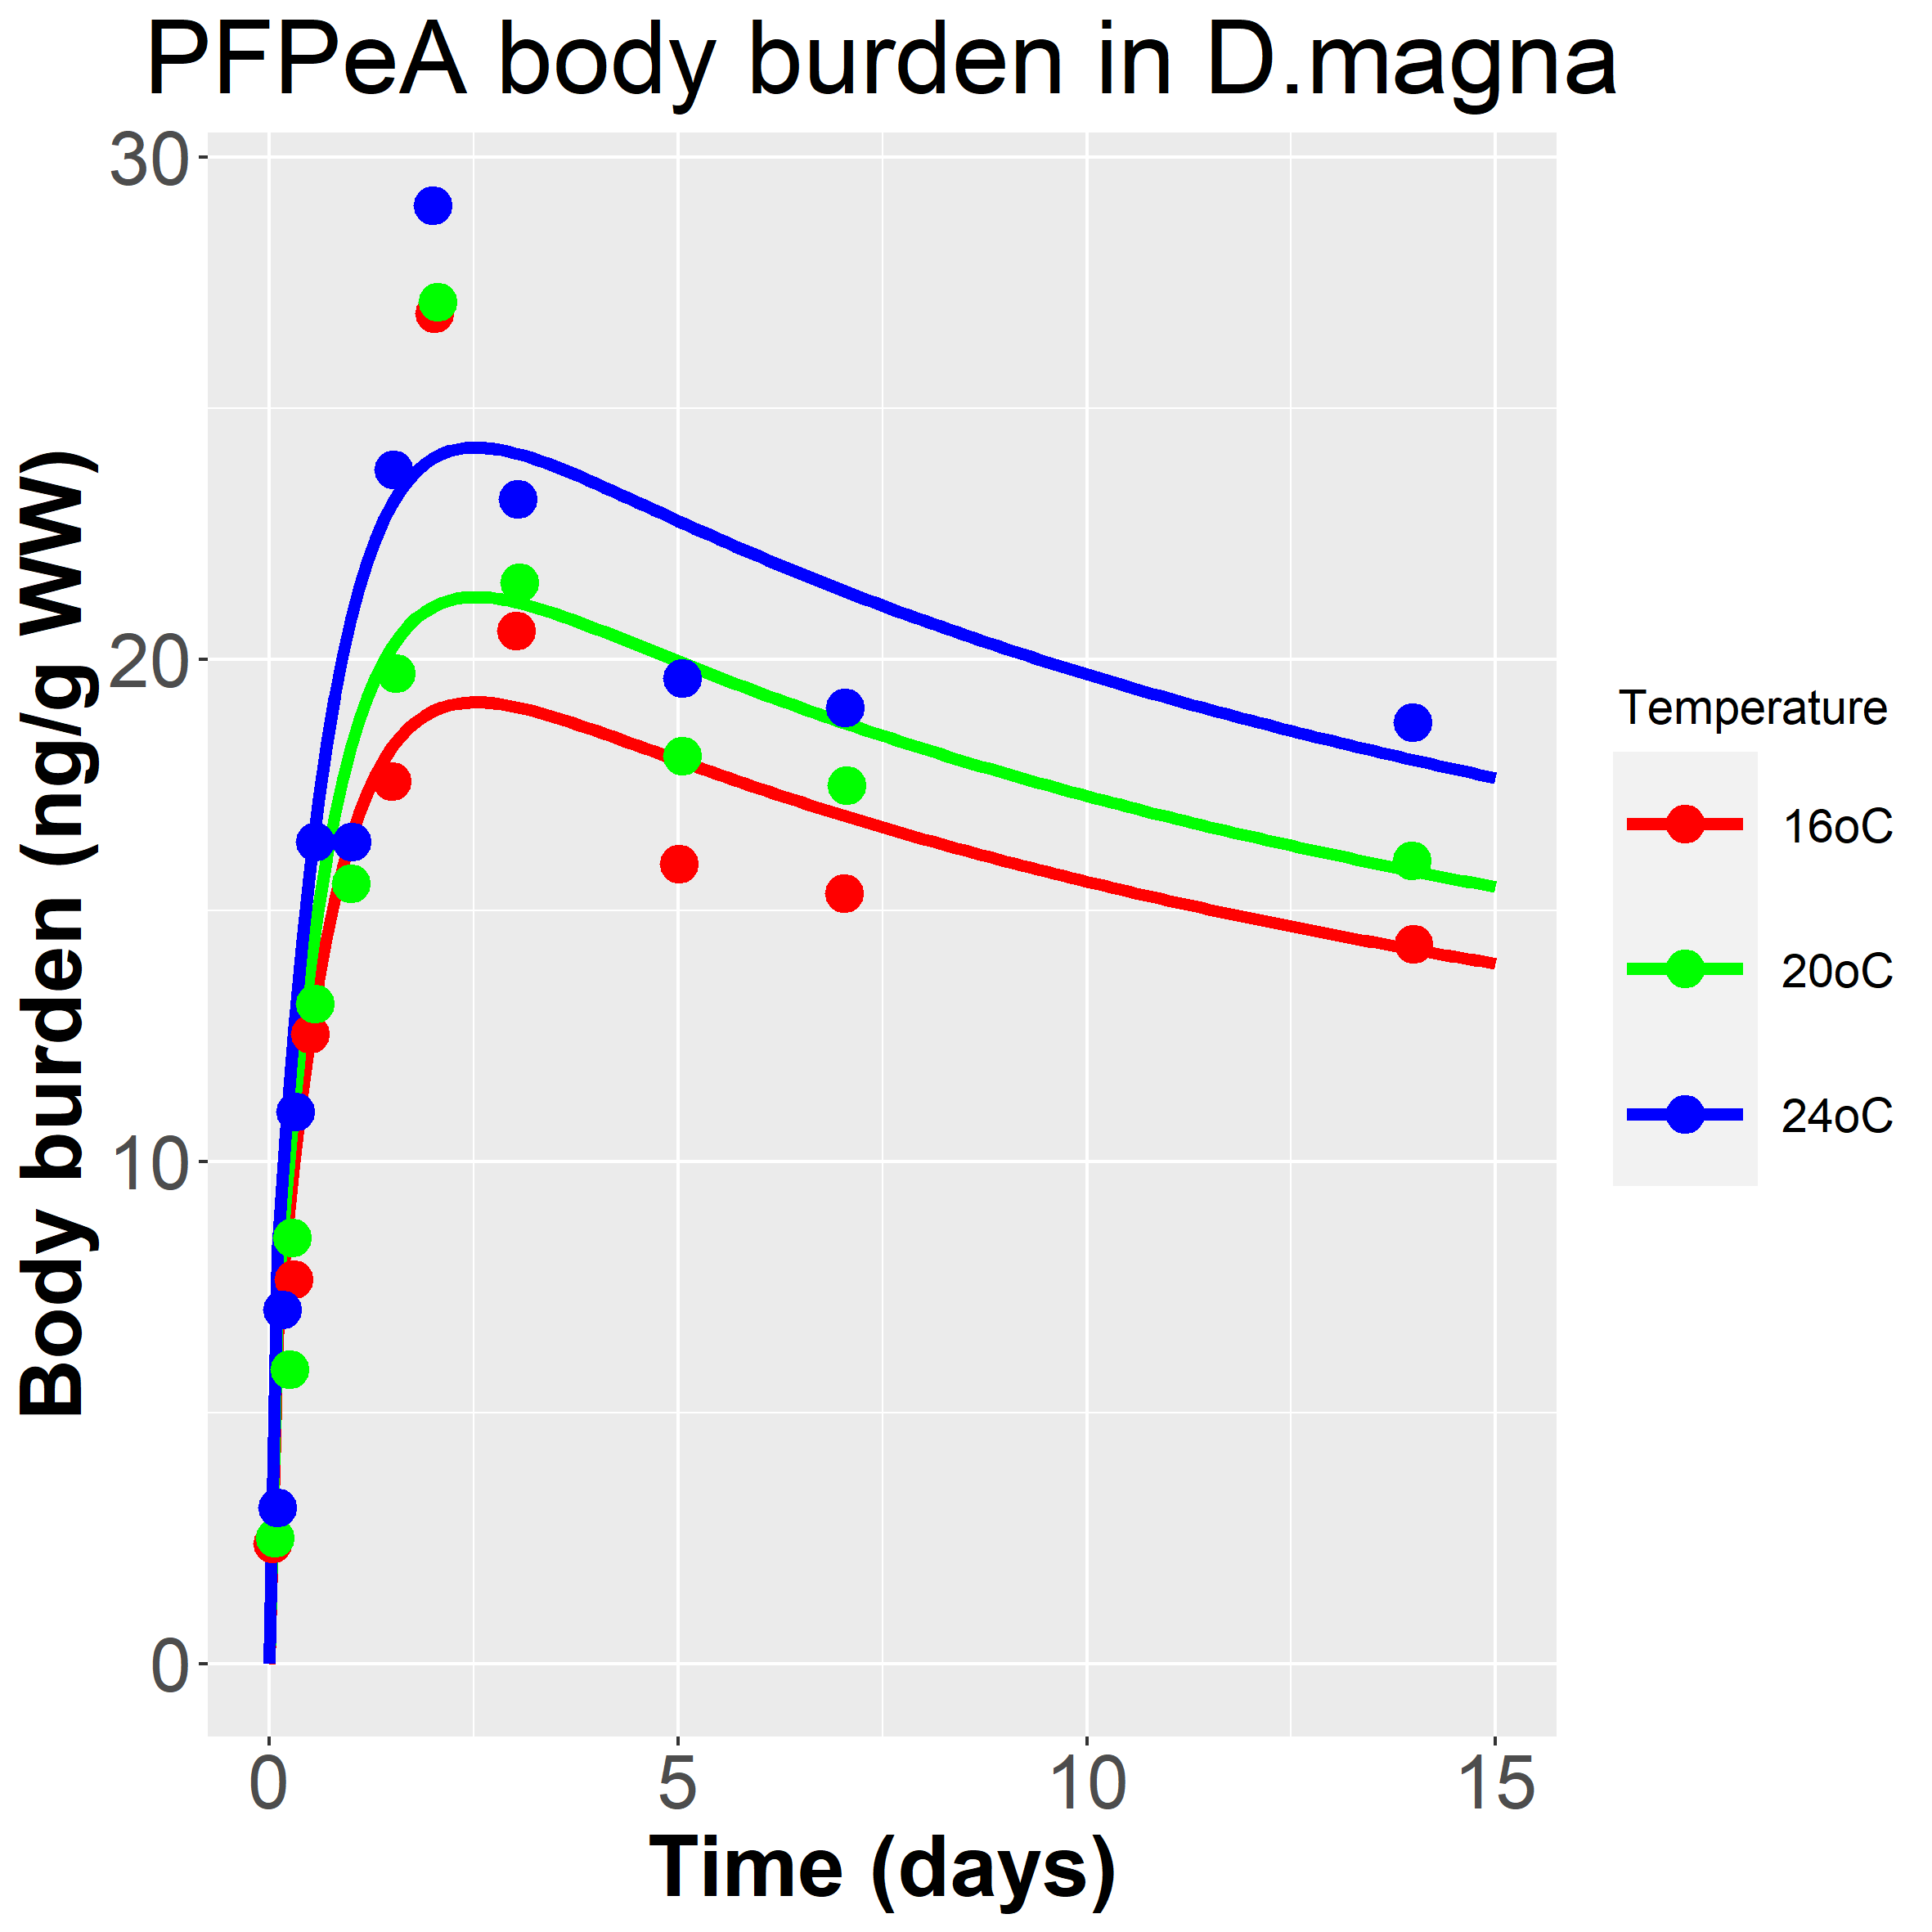 PFPeA body burden in D.magna
30
20
10
0
Body burden (ng/g WW)
0 5 10 15
Time (days)
Temperature
16oC
20oC
24oC